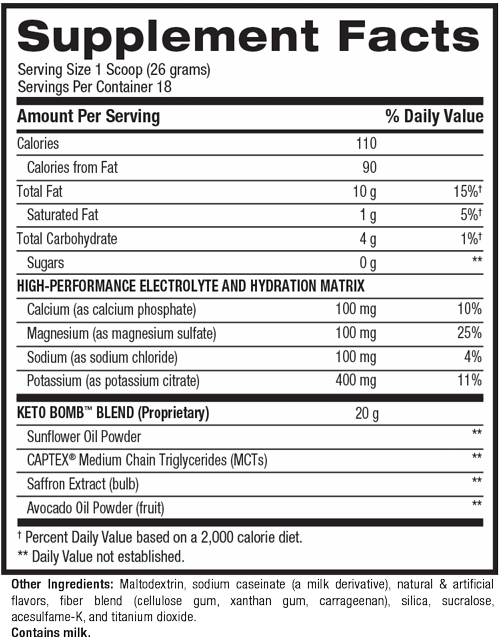 Supplement Facts
Serving Size 1 Scoop (26 grams)
Servings Per Container 18
Amount Per Serving % Daily Value
Calories 110
Calories from Fat 90
Total Fat 10 g 15%†
Saturated Fat 1 g 5%†
Total Carbohydrate 4 g 1%†
Sugars 0 g **
HIGH-PERFORMANCE ELECTROLYTE AND HYDRATION MATRIX
Calcium (as calcium phosphate) 100 mg 10%
Magnesium (as magnesium sulfate) 100 mg 25%
Sodium (as sodium chloride) 100 mg 4%
Potassium (as potassium citrate) 400 mg 11%
KETO BOMB™ BLEND (Proprietary) 20 g
Sunflower Oil Powder **
CAPTEX® Medium Chain Triglycerides (MCTs) **
Saffron Extract (bulb) **
Avocado Oil Powder (fruit) **
† Percent Daily Value based on a 2,000 calorie diet.
** Daily Value not established.
Other Ingredients: Maltodextrin, sodium caseinate (a milk derivative), natural & artificial
flavors, fiber blend (cellulose gum, xanthan gum, carrageenan), silica, sucralose,
acesulfame-K, and titanium dioxide.
Contains milk.